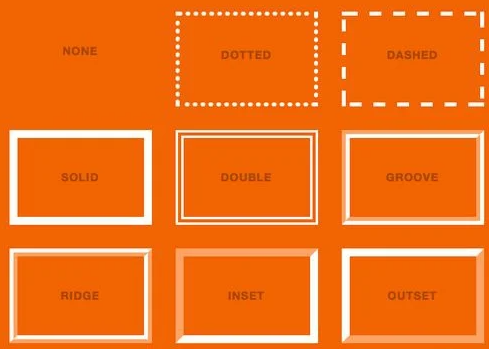 NONE
DOTTED
DASHED
SOLID
DOUBLE
GROOVE
RIDGE
INSET
OUTSET